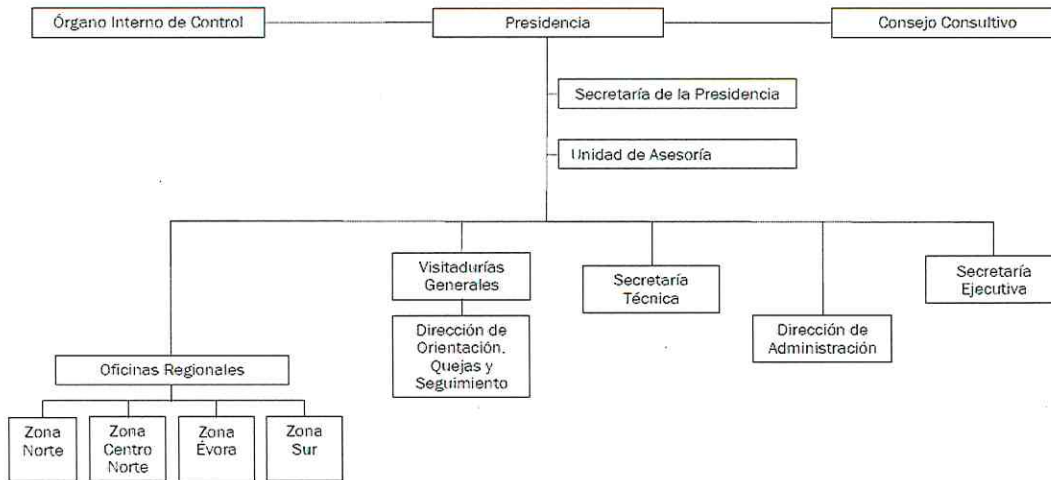 Órgano Interno de Control
Presidencia
Consejo Consultivo
Secretaría de la Presidencia
Unidad de Asesoría
Visitadurías
Generales
Secretaría
Técnica
Secretaría
Ejecutiva
Dirección de
Orientación,
Quejas y
Seguimiento
Dirección de
Administración
Oficinas Regionales
Zona
Norte
Zona
Centro
Norte
Zona
Évora
Zona
Sur